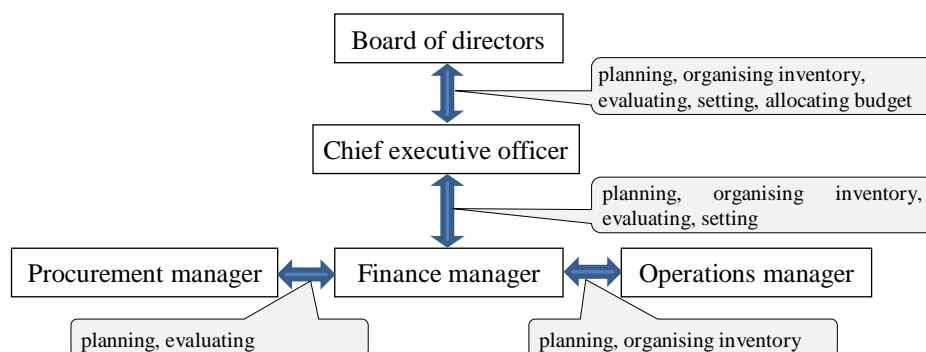 Board of directors
planning, organising inventory,
evaluating, setting, allocating budget
Chief executive officer
planning, organising inventory,
evaluating, setting
Procurement manager
Finance manager
Operations manager
planning, evaluating
planning, organising inventory